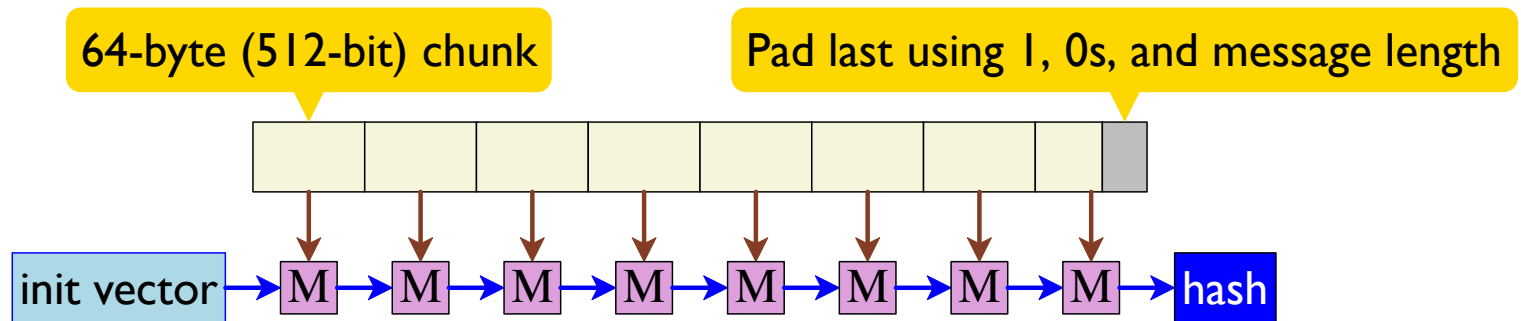 64-byte (512-bit) chunk
Pad last using 1, 0s, and message length
init vector
M
M
M
M
M
M
M
M
hash